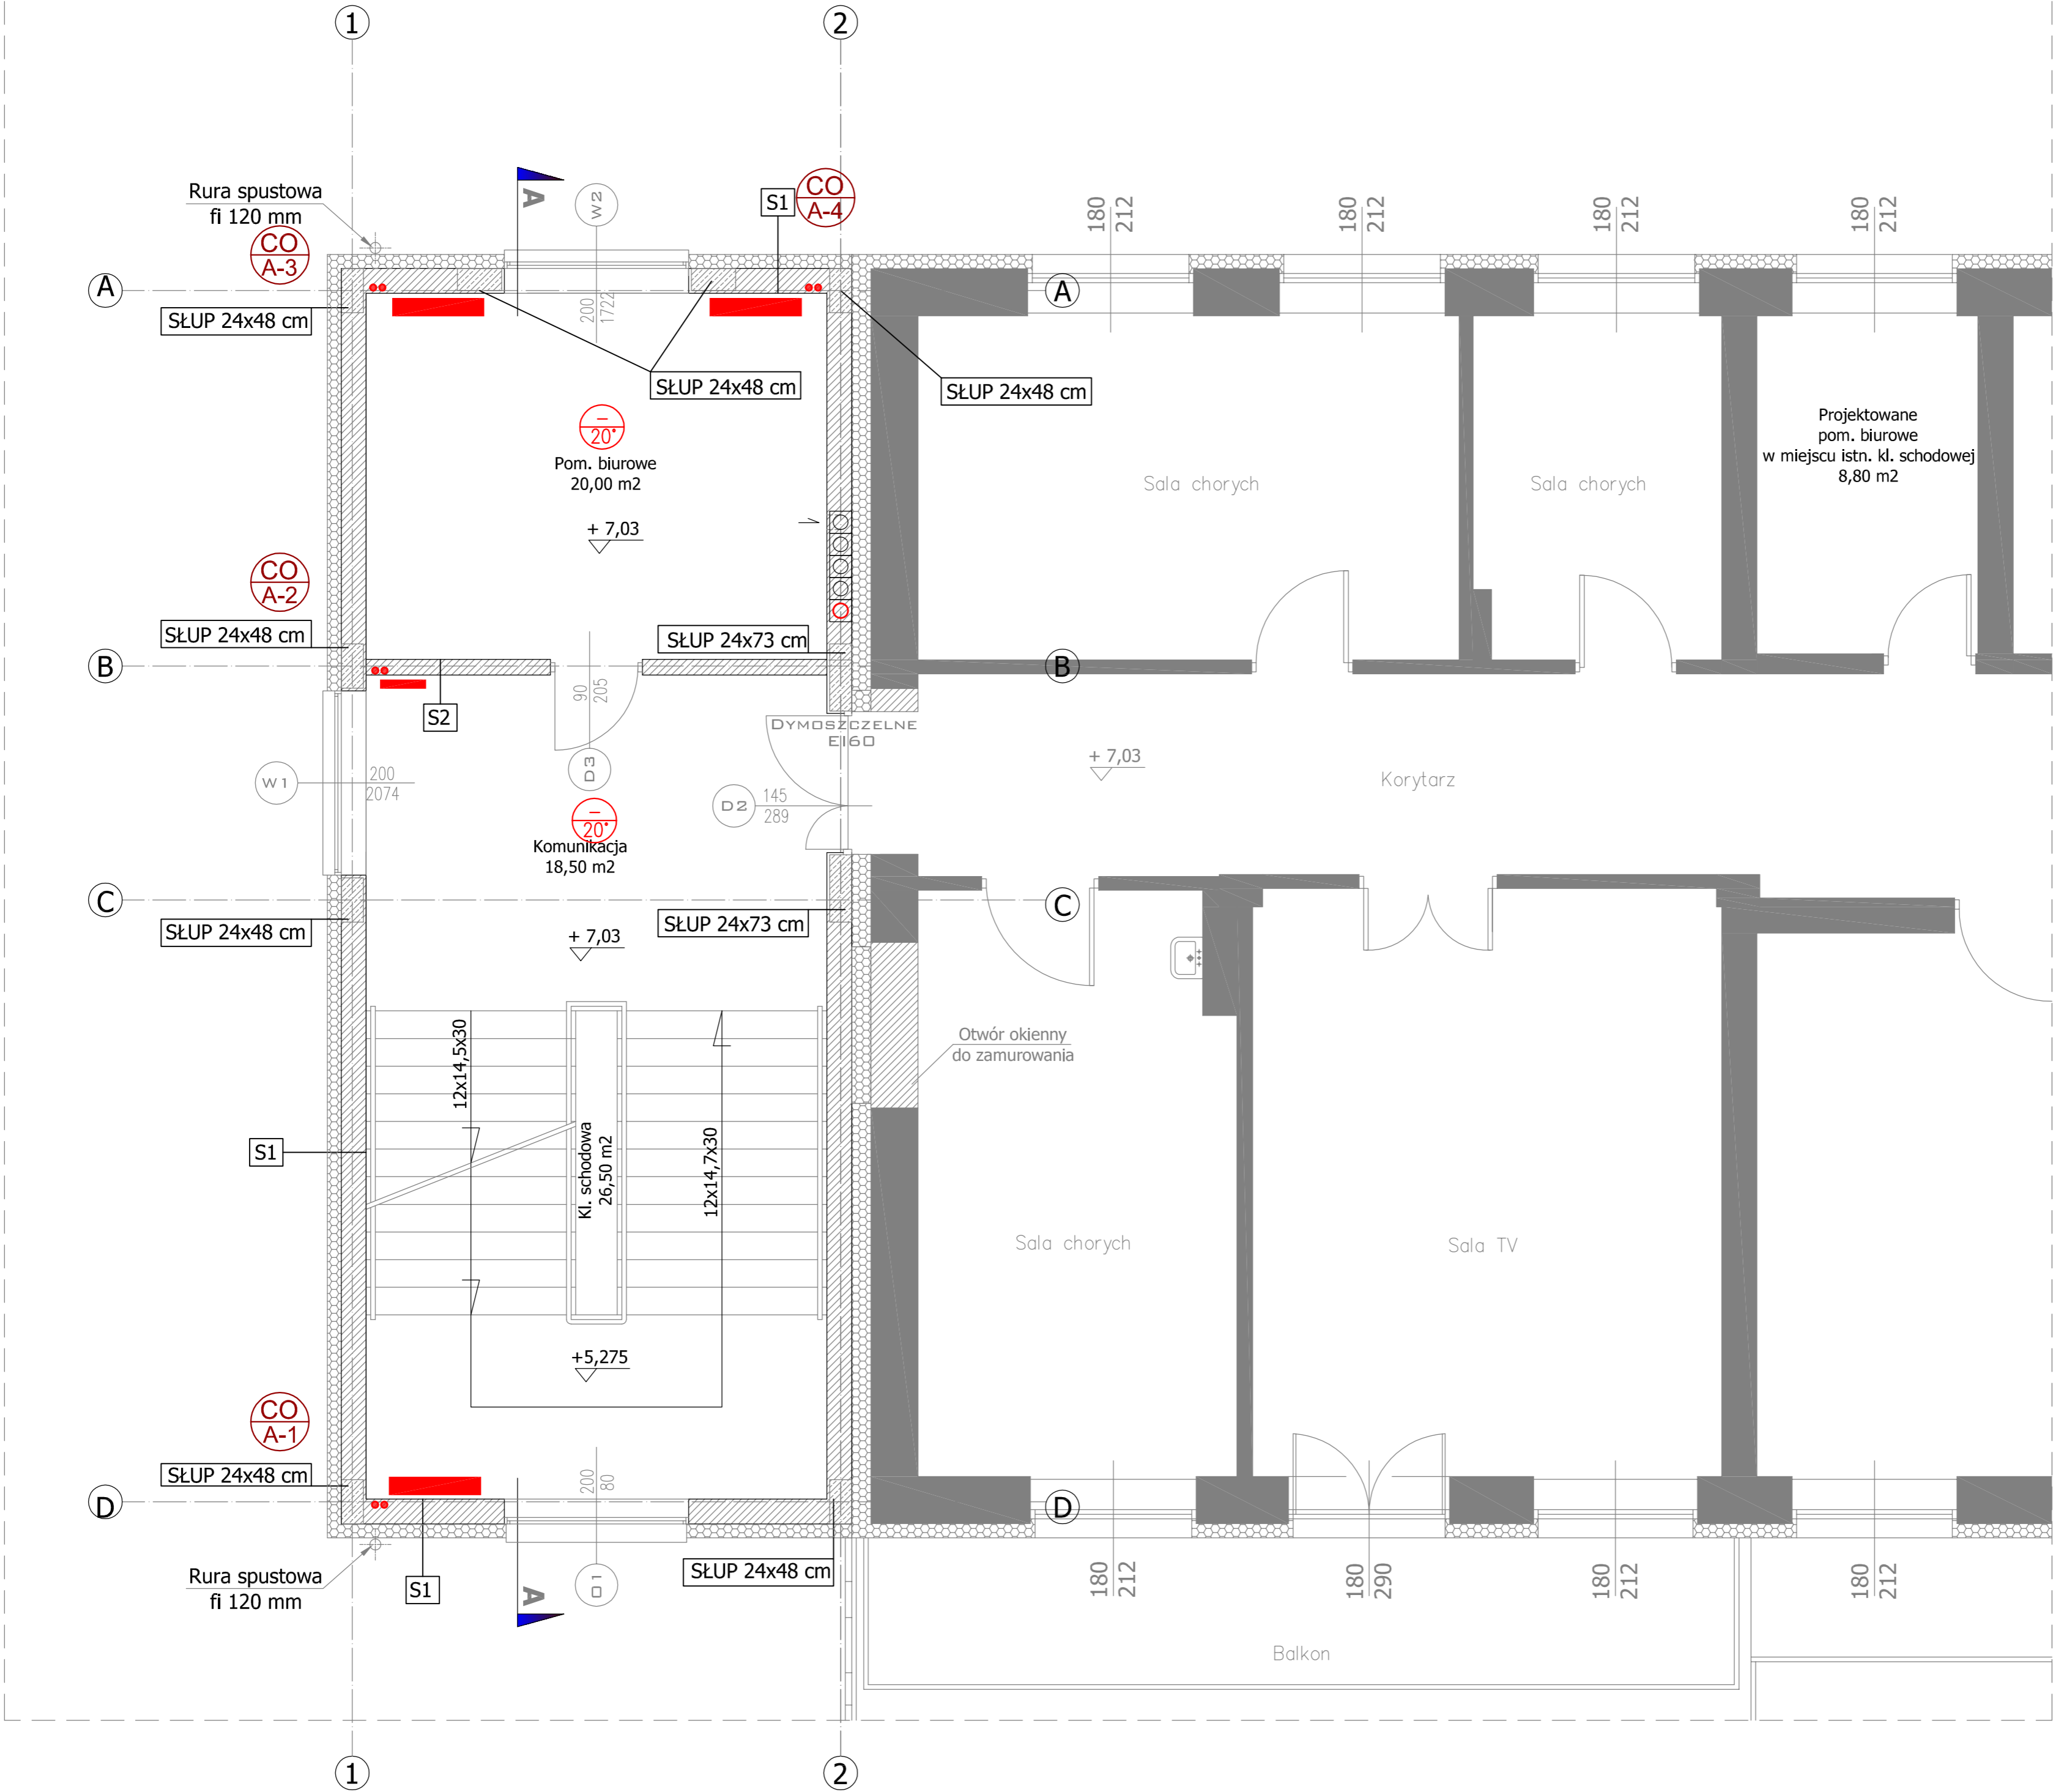 1
2
Rura spustowa
fi 120 mm
A
W2
S1
CO
A-4
180
212
180
212
180
212
180
212
CO
A-3
A
A
SŁUP 24x48 cm
200
1722
SŁUP 24x48 cm
SŁUP 24x48 cm
–
20°
Pom. biurowe
20,00 m2
+ 7,03
Sala chorych
Sala chorych
Projektowane
pom. biurowe
w miejscu istn. kl. schodowej
8,80 m2
CO
A-2
SŁUP 24x48 cm
SŁUP 24x73 cm
B
B
S2
90
205
D3
DYMOSZCZELNE
EI60
W1
200
2074
D2
145
289
+ 7,03
Korytarz
–
20°
Komunikacja
18,50 m2
C
C
SŁUP 24x48 cm
SŁUP 24x73 cm
+ 7,03
12x14,5x30
Kl. schodowa
26,50 m2
12x14,7x30
Otwór okienny
do zamurowania
S1
Sala chorych
Sala TV
+5,275
CO
A-1
SŁUP 24x48 cm
200
80
D
D
Rura spustowa
fi 120 mm
S1
A
O1
SŁUP 24x48 cm
180
212
180
290
180
212
180
212
Balkon
1
2